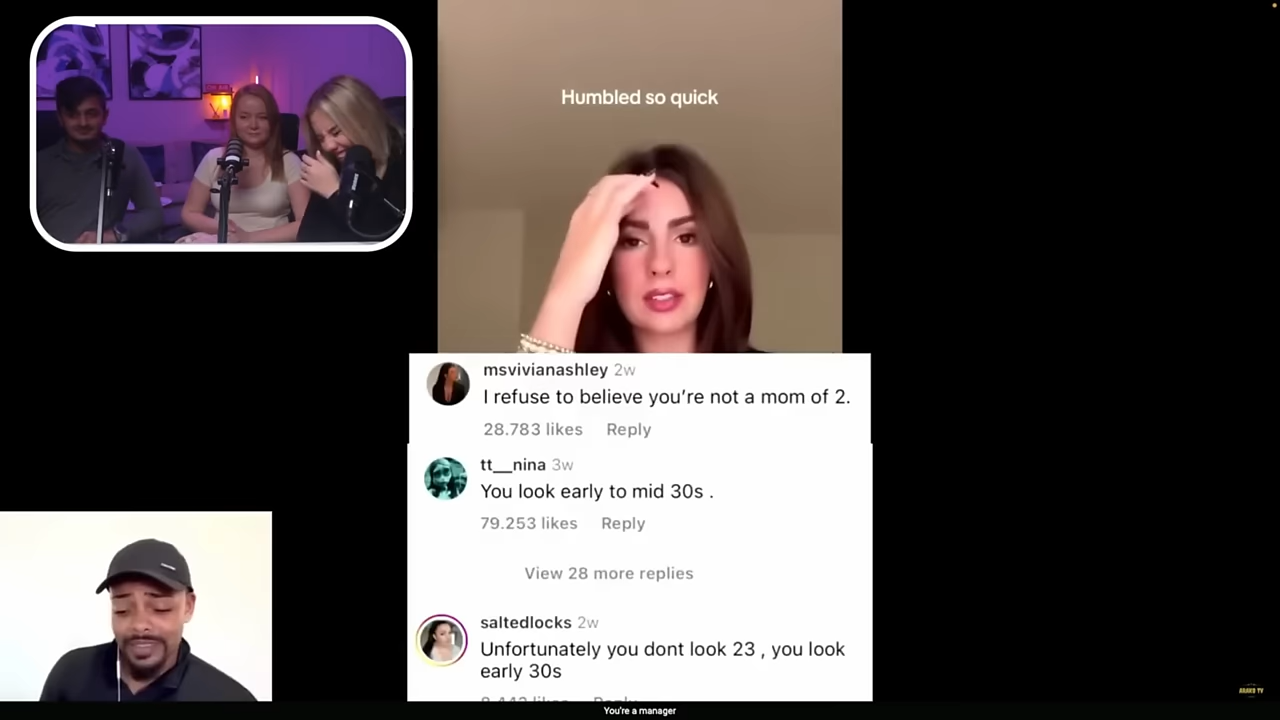 Humbled so quick
msvivianashley 2w
I refuse to believe you're not a mom of 2.
28.783 likes Reply
tt__nina 3w
You look early to mid 30s .
79.253 likes Reply
View 28 more replies
saltedlocks 2w
Unfortunately you dont look 23 , you look
early 30s
You're a manager